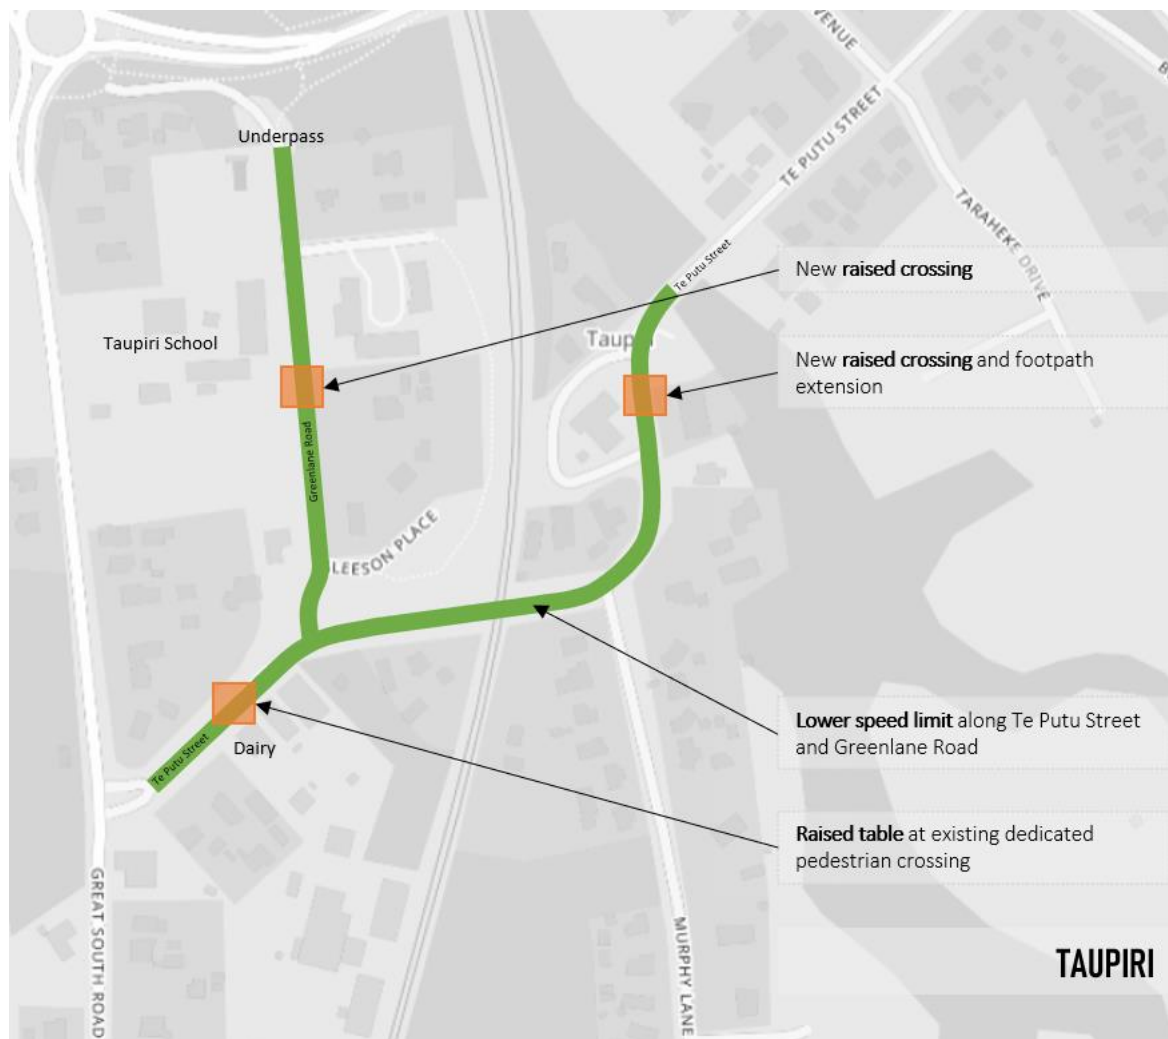 AVENUE
B
Underpass
TE PUTU STREET
TARAHEKE DRIVE
Te Putu Street
New raised crossing
Taupiri School
New raised crossing and footpath
extension
Greenlane Road
LEESON PLACE
Lower speed limit along Te Putu Street
and Greenlane Road
Te Putu Street
Dairy
Raised table at existing dedicated
pedestrian crossing
GREAT SOUTH ROAD
MURPHY LANE
TAUPIRI